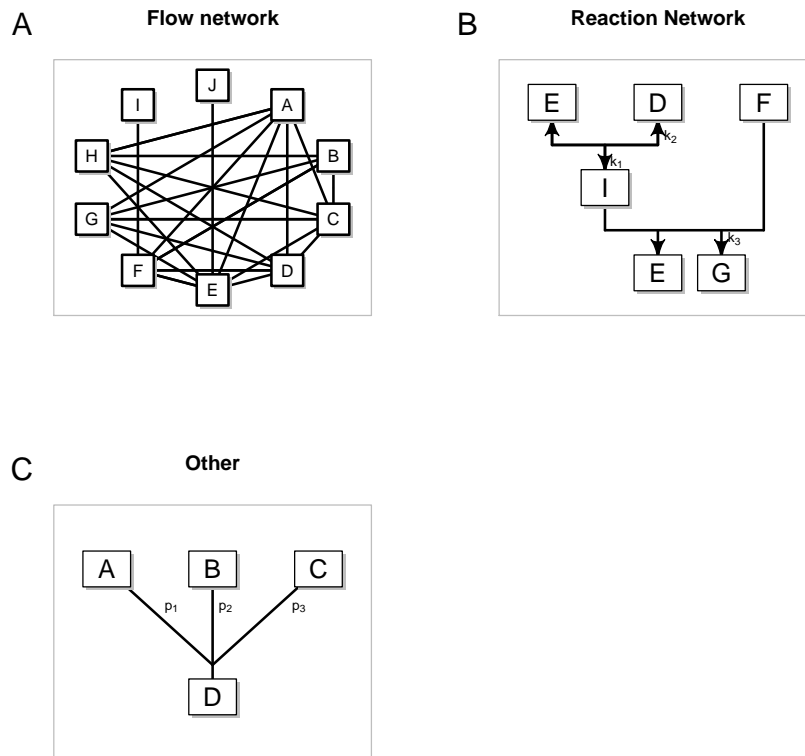 A
Flow network
J
I
A
H
B
G
C
F
D
E
B
Reaction Network
E
D
F
k2
k1
I
k3
E
G
C
Other
A
B
C
p1
p2
p3
D